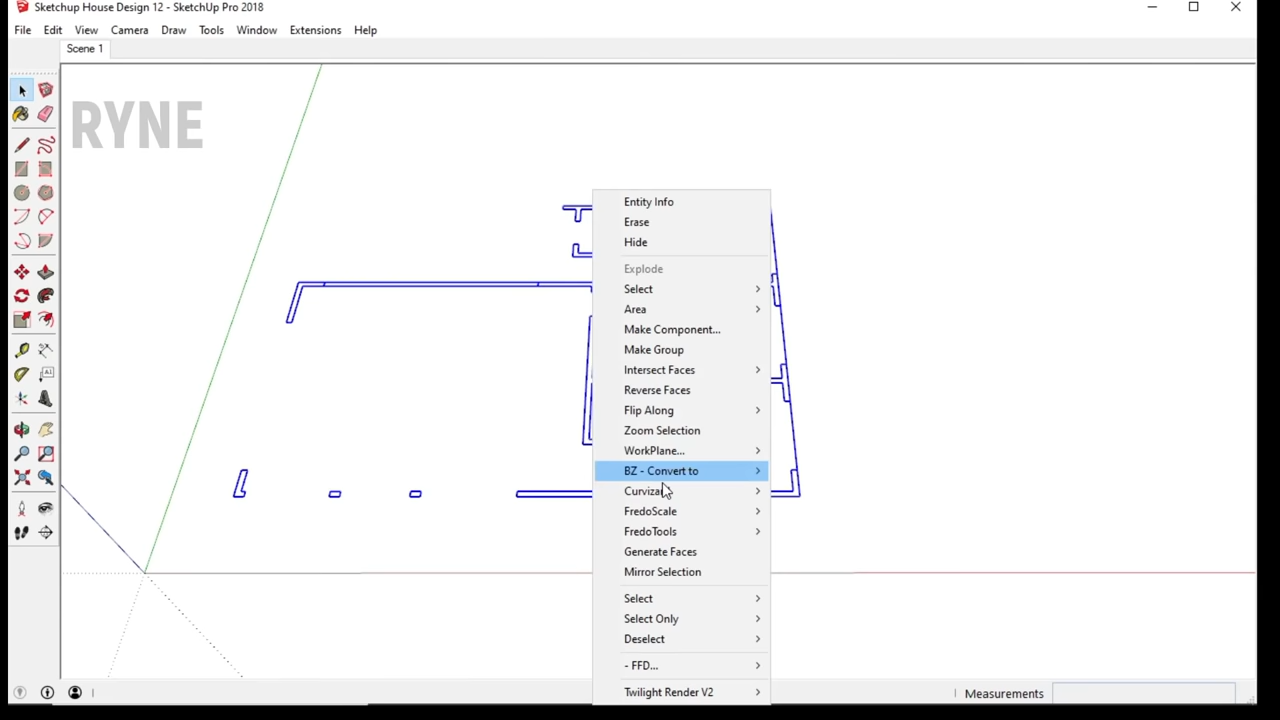 Sketchup House Design 12 - SketchUp Pro 2018
File Edit View Camera Draw Tools Window Extensions Help
Scene 1
RYNE
Entity Info
Erase
Hide
Explode
Select
Area
Make Component...
Make Group
Intersect Faces
Reverse Faces
Flip Along
Zoom Selection
WorkPlane...
BZ - Convert to
FredoScale
FredoTools
Generate Faces
Mirror Selection
Select
Select Only
Deselect
- FFD...
Twilight Render V2
Measurements